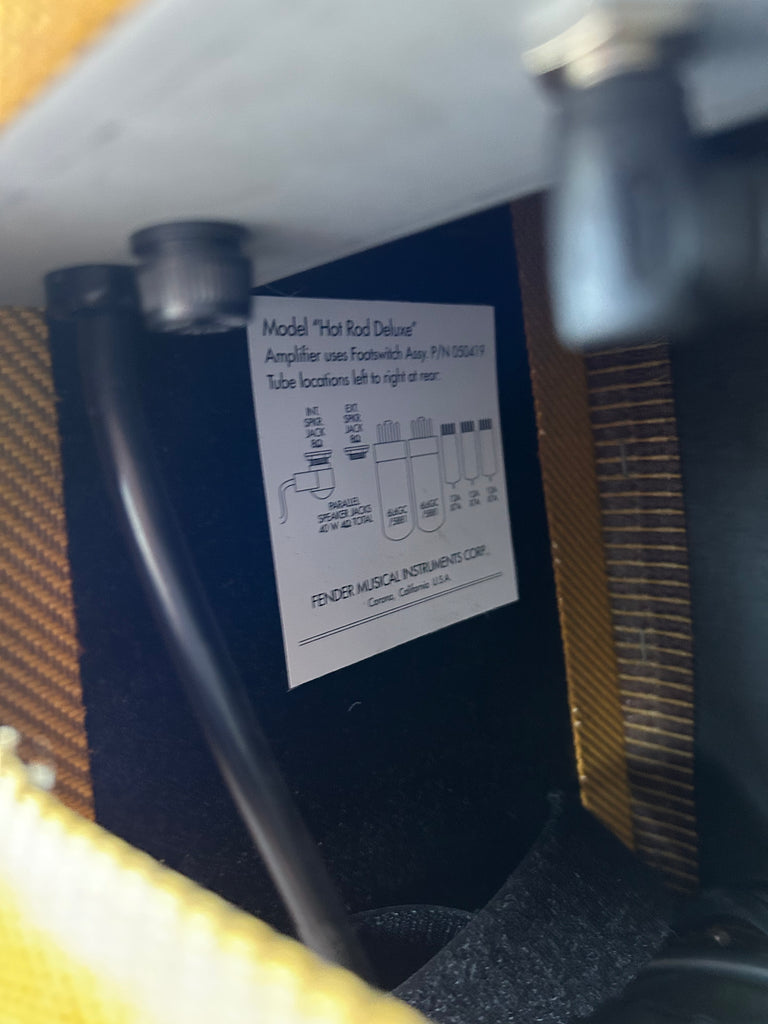 Model "Hot Rod Deluxe"
Amplifier uses Footswitch Assy. P/N 050419
Tube locations left to right at rear:
INT.
SPKR.
JACK
8Ω
EXT.
SPKR.
JACK
8Ω
PARALLEL
SPEAKER JACKS
40 W 4Ω TOTAL
6L6GC
/5881
6L6GC
/5881
12A
X7A
12A
X7A
12A
X7A
FENDER MUSICAL INSTRUMENTS CORP.
Corona, California U.S.A.